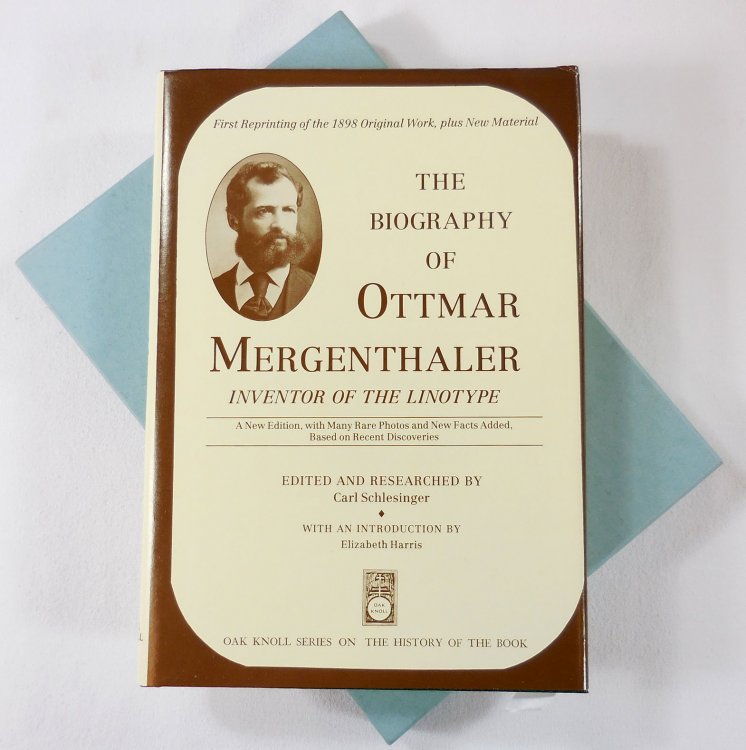 First Reprinting of the 1898 Original Work, plus New Material
THE
BIOGRAPHY
OF
OTTMAR
MERGENTHALER
INVENTOR OF THE LINOTYPE
A New Edition, with Many Rare Photos and New Facts Added,
Based on Recent Discoveries
EDITED AND RESEARCHED BY
Carl Schlesinger
WITH AN INTRODUCTION BY
Elizabeth Harris
OAK
KNOLL
OAK KNOLL SERIES ON THE HISTORY OF THE BOOK